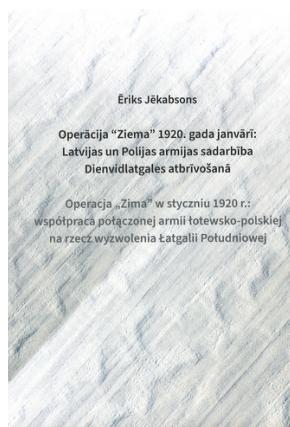 Ēriks Jēkabsons
Operācija “Ziema” 1920. gada janvārī:
Latvijas un Polijas armijas sadarbība
Dienvidlatgales atbrīvošanā
Operacja „Zima” w styczniu 1920 r.:
współpraca połączonej armii łotewsko-polskiej
na rzecz wyzwolenia Łatgalii Południowej